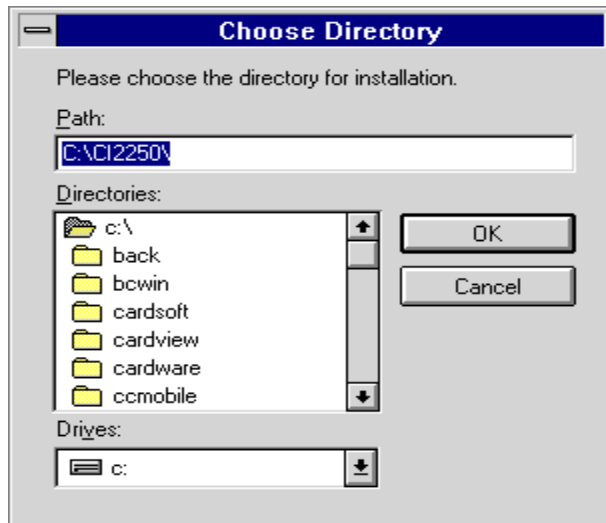 Choose Directory
Please choose the directory for installation.
Path:
C:\CI2250\
Directories:
c:\
back
bcwin
cardsoft
cardview
cardware
ccmobile
OK
Cancel
Drives:
c: